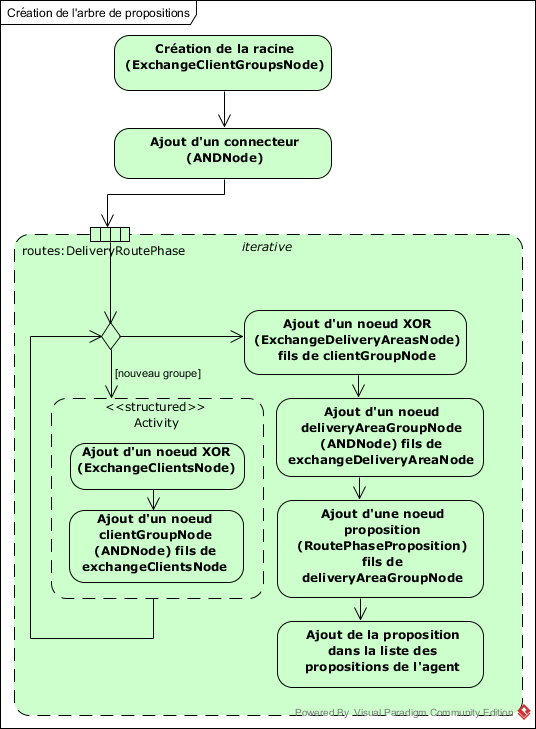 Création de l'arbre de propositions
Création de la racine
(ExchangeClientGroupsNode)
Ajout d'un connecteur
(ANDNode)
routes:DeliveryRoutePhase
iterative
Ajout d'un noeud XOR
(ExchangeDeliveryAreasNode)
fils de clientGroupNode
[nouveau groupe]
<<structured>>
Activity
Ajout d'un noeud XOR
(ExchangeClientsNode)
Ajout d'un noeud
clientGroupNode
(ANDNode) fils de
exchangeClientsNode
Ajout d'un noeud
deliveryAreaGroupNode
(ANDNode) fils de
exchangeDeliveryAreaNode
Ajout d'une noeud
proposition
(RoutePhaseProposition)
fils de
deliveryAreaGroupNode
Ajout de la proposition
dans la liste des
propositions de l'agent
Powered By Visual Paradigm Community Edition